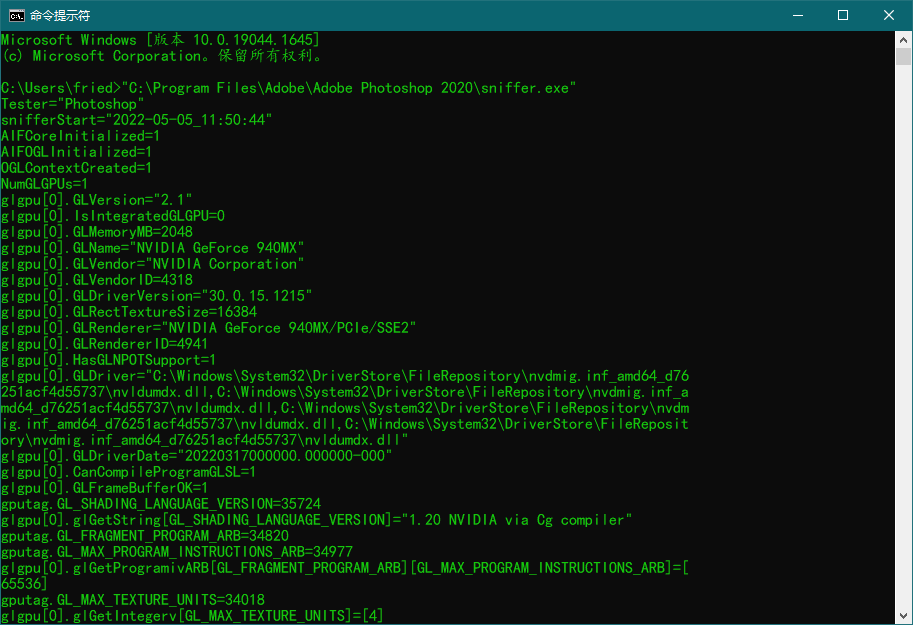 命令提示符
Microsoft Windows [版本 10.0.19044.1645]
(c) Microsoft Corporation。保留所有权利。
C:\Users\fried>"C:\Program Files\Adobe\Adobe Photoshop 2020\sniffer.exe"
Tester="Photoshop"
snifferStart="2022-05-05_11:50:44"
AIFCoreInitialized=1
AIFOGLInitialized=1
OGLContextCreated=1
NumGLGPUs=1
glgpu[0].GLVersion="2.1"
glgpu[0].IsIntegratedGLGPU=0
glgpu[0].GLMemoryMB=2048
glgpu[0].GLName="NVIDIA GeForce 940MX"
glgpu[0].GLVendor="NVIDIA Corporation"
glgpu[0].GLVendorID=4318
glgpu[0].GLDriverVersion="30.0.15.1215"
glgpu[0].GLRectTextureSize=16384
glgpu[0].GLRenderer="NVIDIA GeForce 940MX/PCIe/SSE2"
glgpu[0].GLRendererID=4941
glgpu[0].HasGLNPOTSupport=1
glgpu[0].GLDriver="C:\Windows\System32\DriverStore\FileRepository\nvdmig.inf_amd64_d76
251acf4d55737\nvldumdx.dll,C:\Windows\System32\DriverStore\FileRepository\nvdmig.inf_a
md64_d76251acf4d55737\nvldumdx.dll,C:\Windows\System32\DriverStore\FileRepository\nvdm
ig.inf_amd64_d76251acf4d55737\nvldumdx.dll,C:\Windows\System32\DriverStore\FileReposit
ory\nvdmig.inf_amd64_d76251acf4d55737\nvldumdx.dll"
glgpu[0].GLDriverDate="20220317000000.000000-000"
glgpu[0].CanCompileProgramGLSL=1
glgpu[0].GLFrameBufferOK=1
gputag.GL_SHADING_LANGUAGE_VERSION=35724
glgpu[0].glGetString[GL_SHADING_LANGUAGE_VERSION]="1.20 NVIDIA via Cg compiler"
gputag.GL_FRAGMENT_PROGRAM_ARB=34820
gputag.GL_MAX_PROGRAM_INSTRUCTIONS_ARB=34977
glgpu[0].glGetProgramivARB[GL_FRAGMENT_PROGRAM_ARB][GL_MAX_PROGRAM_INSTRUCTIONS_ARB]=[
65536]
gputag.GL_MAX_TEXTURE_UNITS=34018
glgpu[0].glGetIntegerv[GL_MAX_TEXTURE_UNITS]=[4]